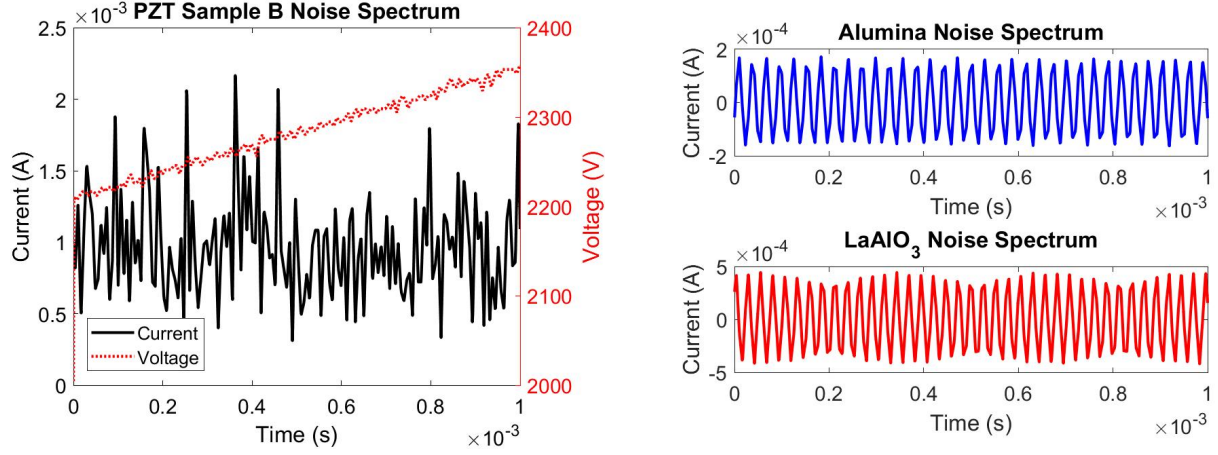 PZT Sample B Noise Spectrum
×10⁻³
2.5
2
1.5
1
0.5
0
Current (A)
2400
2300
2200
2100
2000
Voltage (V)
Current
Voltage
0 0.2 0.4 0.6 0.8 1
Time (s)
×10⁻³
Alumina Noise Spectrum
×10⁻⁴
2
0
-2
Current (A)
0 0.2 0.4 0.6 0.8 1
Time (s)
×10⁻³
LaAlO₃ Noise Spectrum
×10⁻⁴
5
0
-5
Current (A)
0 0.2 0.4 0.6 0.8 1
Time (s)
×10⁻³